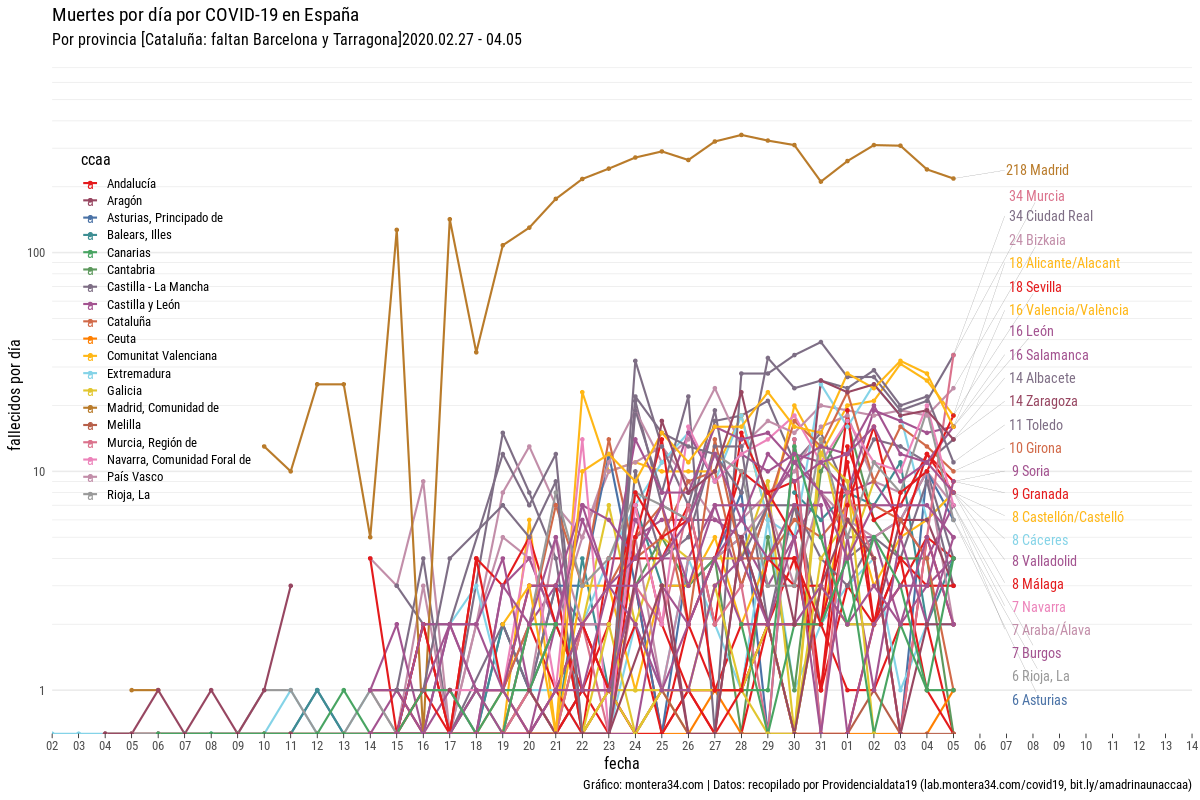 Muertes por día por COVID-19 en España
Por provincia [Cataluña: faltan Barcelona y Tarragona]2020.02.27 - 04.05
ccaa
Andalucía
Aragón
Asturias, Principado de
Balears, Illes
Canarias
Cantabria
Castilla - La Mancha
Castilla y León
Cataluña
Ceuta
Comunitat Valenciana
Extremadura
Galicia
Madrid, Comunidad de
Melilla
Murcia, Región de
Navarra, Comunidad Foral de
País Vasco
Rioja, La
fallecidos por día
100
10
1
218 Madrid
34 Murcia
34 Ciudad Real
24 Bizkaia
18 Alicante/Alacant
18 Sevilla
16 Valencia/València
16 León
16 Salamanca
14 Albacete
14 Zaragoza
11 Toledo
10 Girona
9 Soria
9 Granada
8 Castellón/Castelló
8 Cáceres
8 Valladolid
8 Málaga
7 Navarra
7 Araba/Álava
7 Burgos
6 Rioja, La
6 Asturias
02 03 04 05 06 07 08 09 10 11 12 13 14 15 16 17 18 19 20 21 22 23 24 25 26 27 28 29 30 31 01 02 03 04 05 06 07 08 09 10 11 12 13 14
fecha
Gráfico: montera34.com | Datos: recopilado por Providencialdata19 (lab.montera34.com/covid19, bit.ly/amadrinaunaccaa)